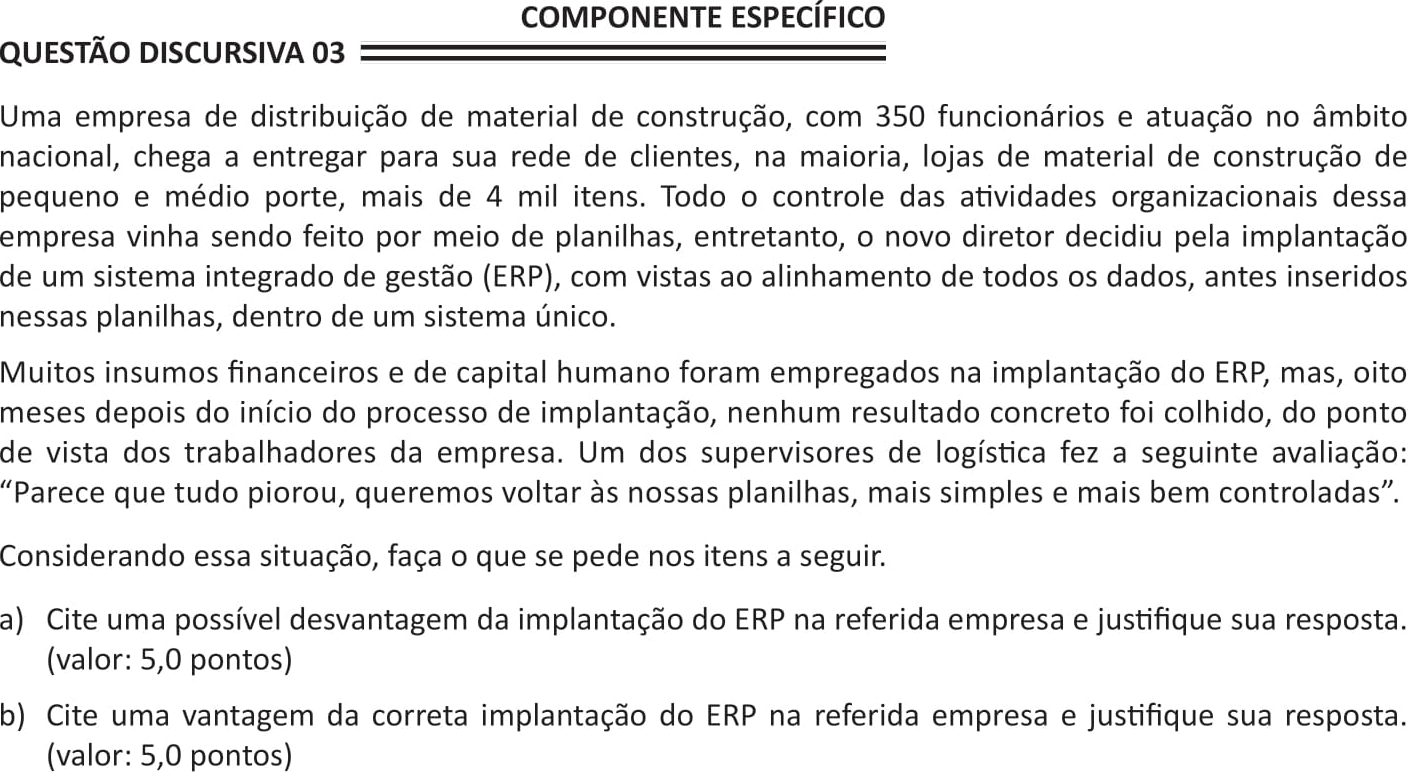 COMPONENTE ESPECÍFICO
QUESTÃO DISCURSIVA 03
Uma empresa de distribuição de material de construção, com 350 funcionários e atuação no âmbito
nacional, chega a entregar para sua rede de clientes, na maioria, lojas de material de construção de
pequeno e médio porte, mais de 4 mil itens. Todo o controle das atividades organizacionais dessa
empresa vinha sendo feito por meio de planilhas, entretanto, o novo diretor decidiu pela implantação
de um sistema integrado de gestão (ERP), com vistas ao alinhamento de todos os dados, antes inseridos
nessas planilhas, dentro de um sistema único.
Muitos insumos financeiros e de capital humano foram empregados na implantação do ERP, mas, oito
meses depois do início do processo de implantação, nenhum resultado concreto foi colhido, do ponto
de vista dos trabalhadores da empresa. Um dos supervisores de logística fez a seguinte avaliação:
“Parece que tudo piorou, queremos voltar às nossas planilhas, mais simples e mais bem controladas”.
Considerando essa situação, faça o que se pede nos itens a seguir.
a) Cite uma possível desvantagem da implantação do ERP na referida empresa e justifique sua resposta.
(valor: 5,0 pontos)
b) Cite uma vantagem da correta implantação do ERP na referida empresa e justifique sua resposta.
(valor: 5,0 pontos)